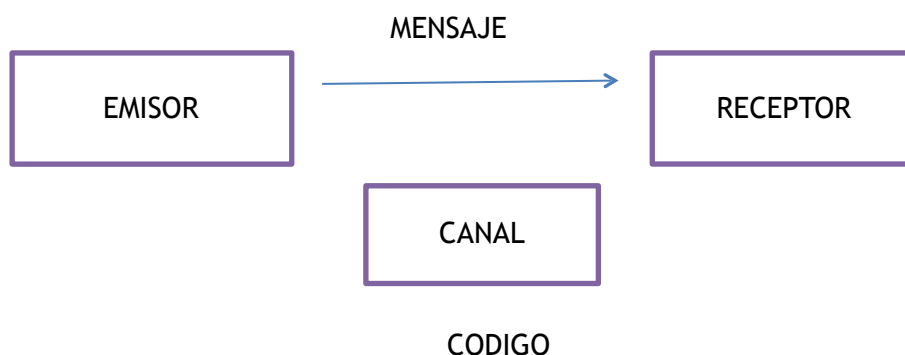 MENSAJE
EMISOR
RECEPTOR
CANAL
CODIGO